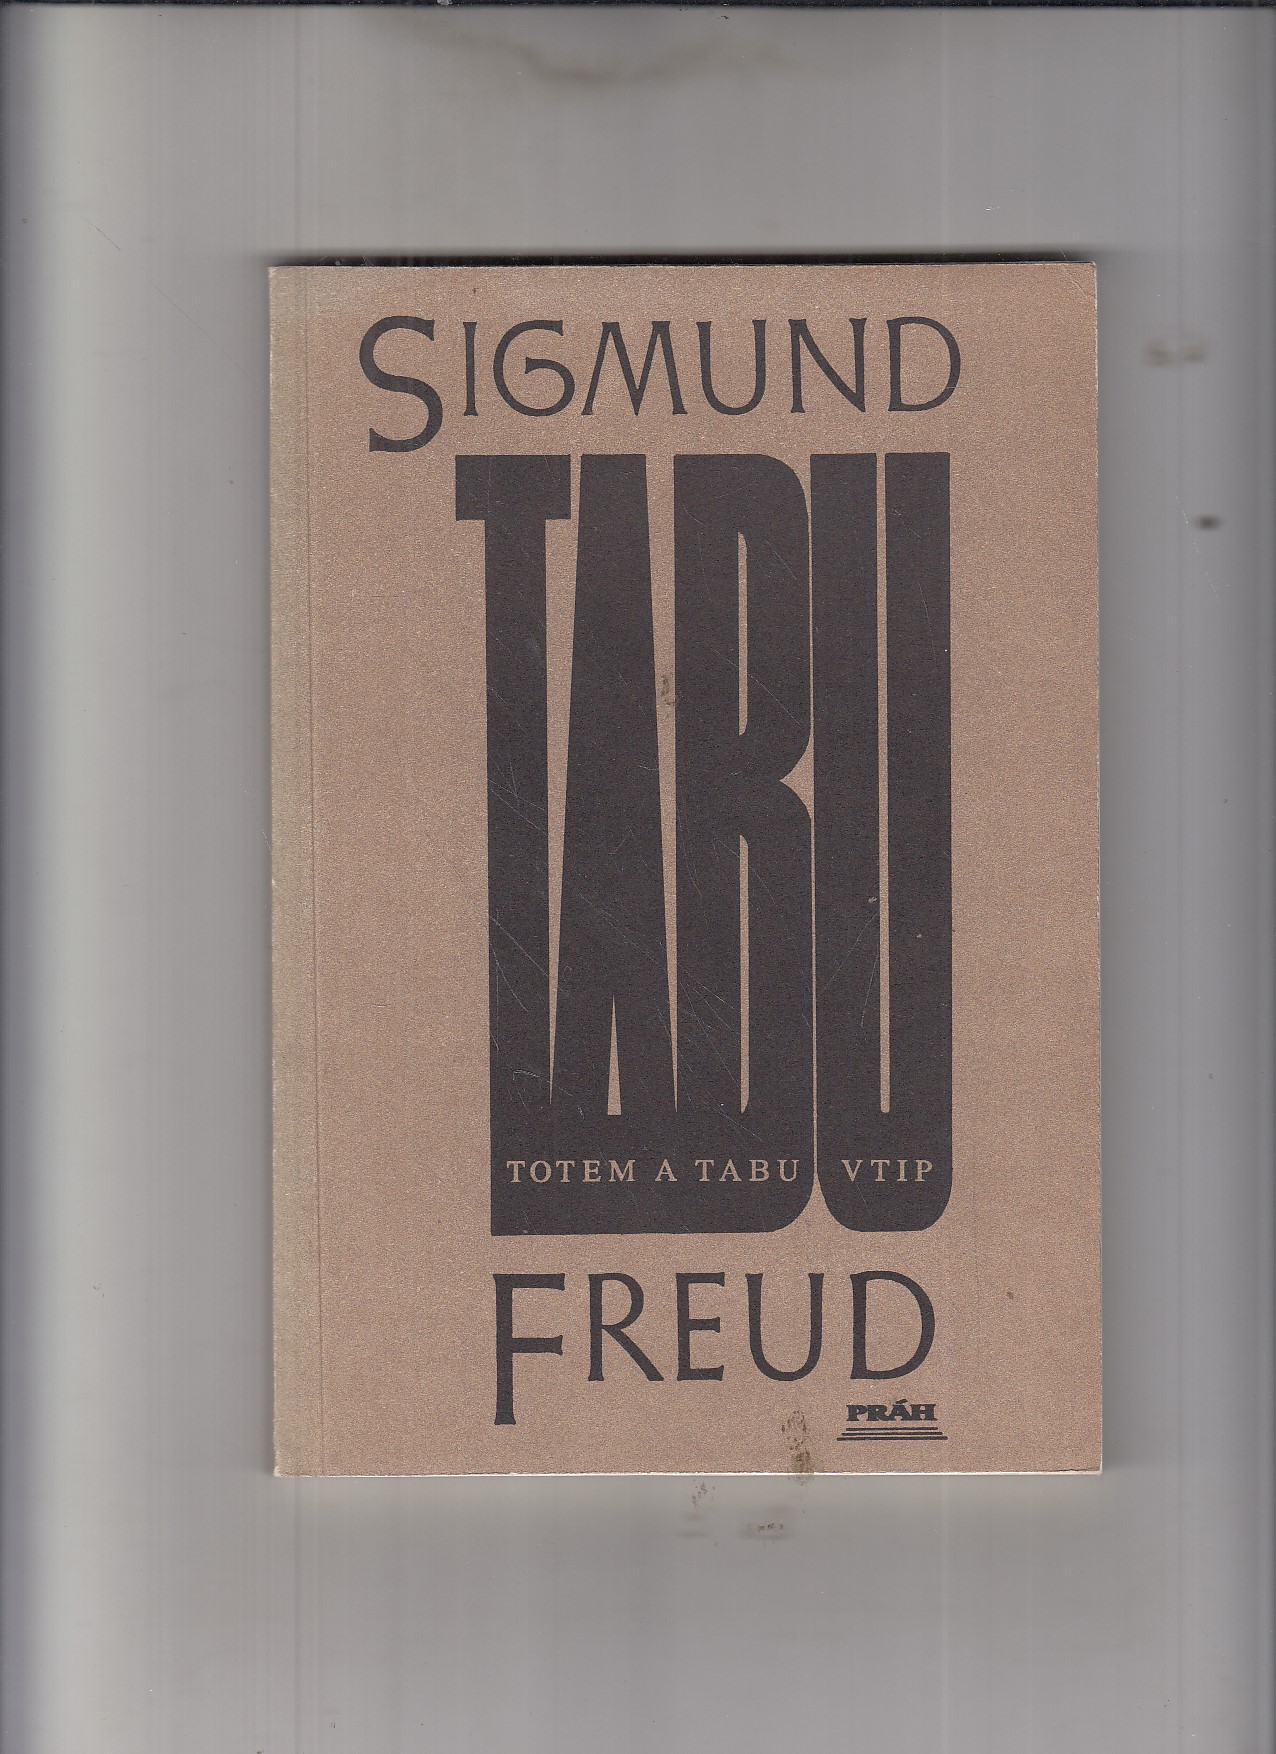 SIGMUND
TABU
TOTEM A TABU VTIP
FREUD
PRÁH